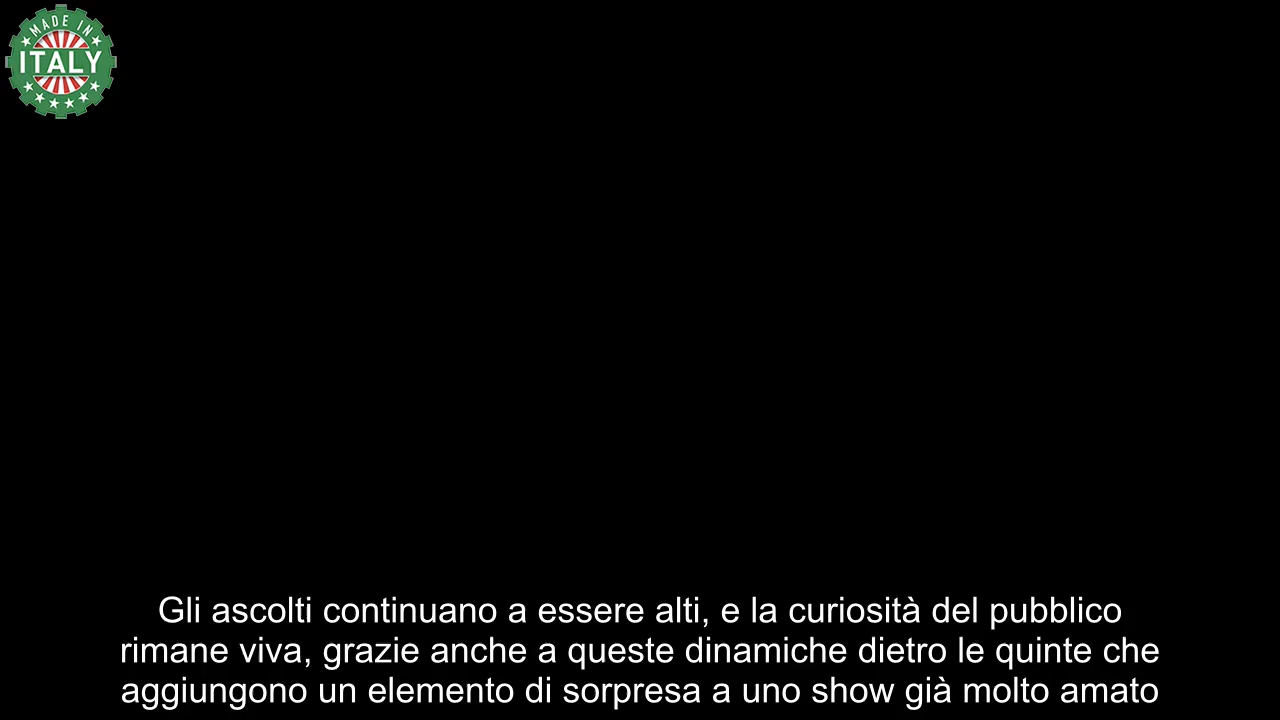 MADE IN
ITALY
Gli ascolti continuano a essere alti, e la curiosità del pubblico
rimane viva, grazie anche a queste dinamiche dietro le quinte che
aggiungono un elemento di sorpresa a uno show già molto amato